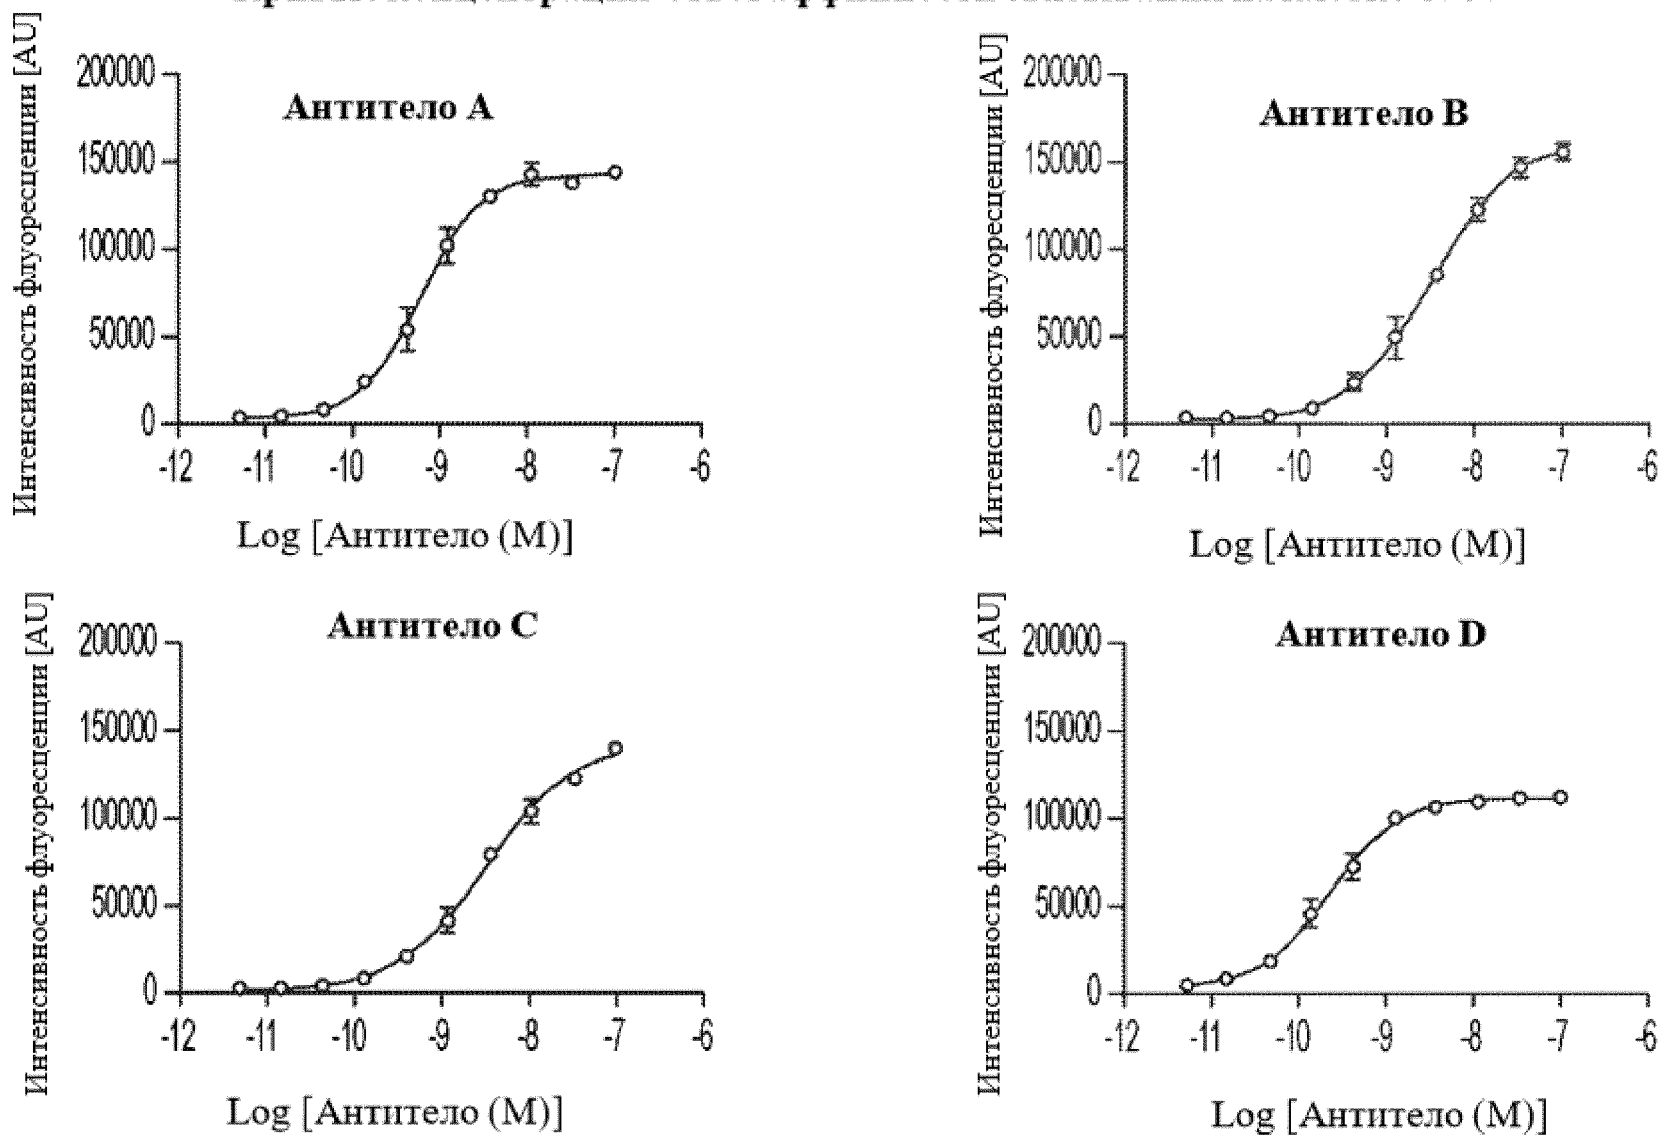 Интенсивность флуоресценции [AU]
200000
150000
100000
50000
0
Антитело A
-12 -11 -10 -9 -8 -7 -6
Log [Антитело (M)]
Интенсивность флуоресценции [AU]
200000
150000
100000
50000
0
Антитело B
-12 -11 -10 -9 -8 -7 -6
Log [Антитело (M)]
Интенсивность флуоресценции [AU]
200000
150000
100000
50000
0
Антитело C
-12 -11 -10 -9 -8 -7 -6
Log [Антитело (M)]
Интенсивность флуоресценции [AU]
200000
150000
100000
50000
0
Антитело D
-12 -11 -10 -9 -8 -7 -6
Log [Антитело (M)]